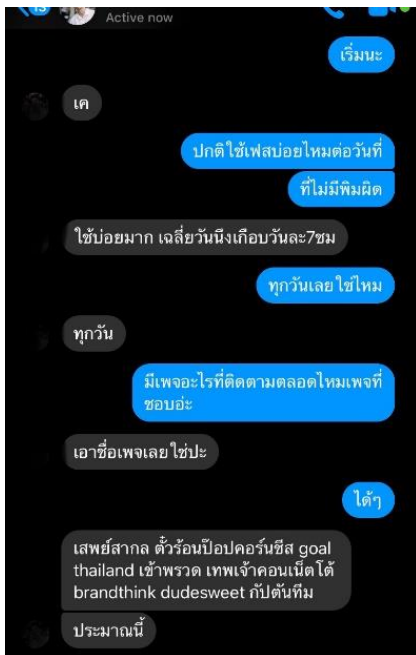 13
Active now
เริ่มนะ
เค
ปกติใช้เฟสบ่อยไหมต่อวันที่
ที่ไม่มีพิมผิด
ใช้บ่อยมาก เฉลี่ยวันนึงเกือบวันละ7ชม
ทุกวันเลย ใช่ไหม
ทุกวัน
มีเพจอะไรที่ติดตามตลอดไหมเพจที่
ชอบอ่ะ
เอาชื่อเพจเลย ใช่ปะ
ได้ๆ
เสพย์สากล ตั๋วร้อนป๊อปคอร์นชีส goal
thailand เข้าพรวด เทพเจ้าคอนเน็ตโต้
brandthink dudesweet กัปตันทีม
ประมาณนี้